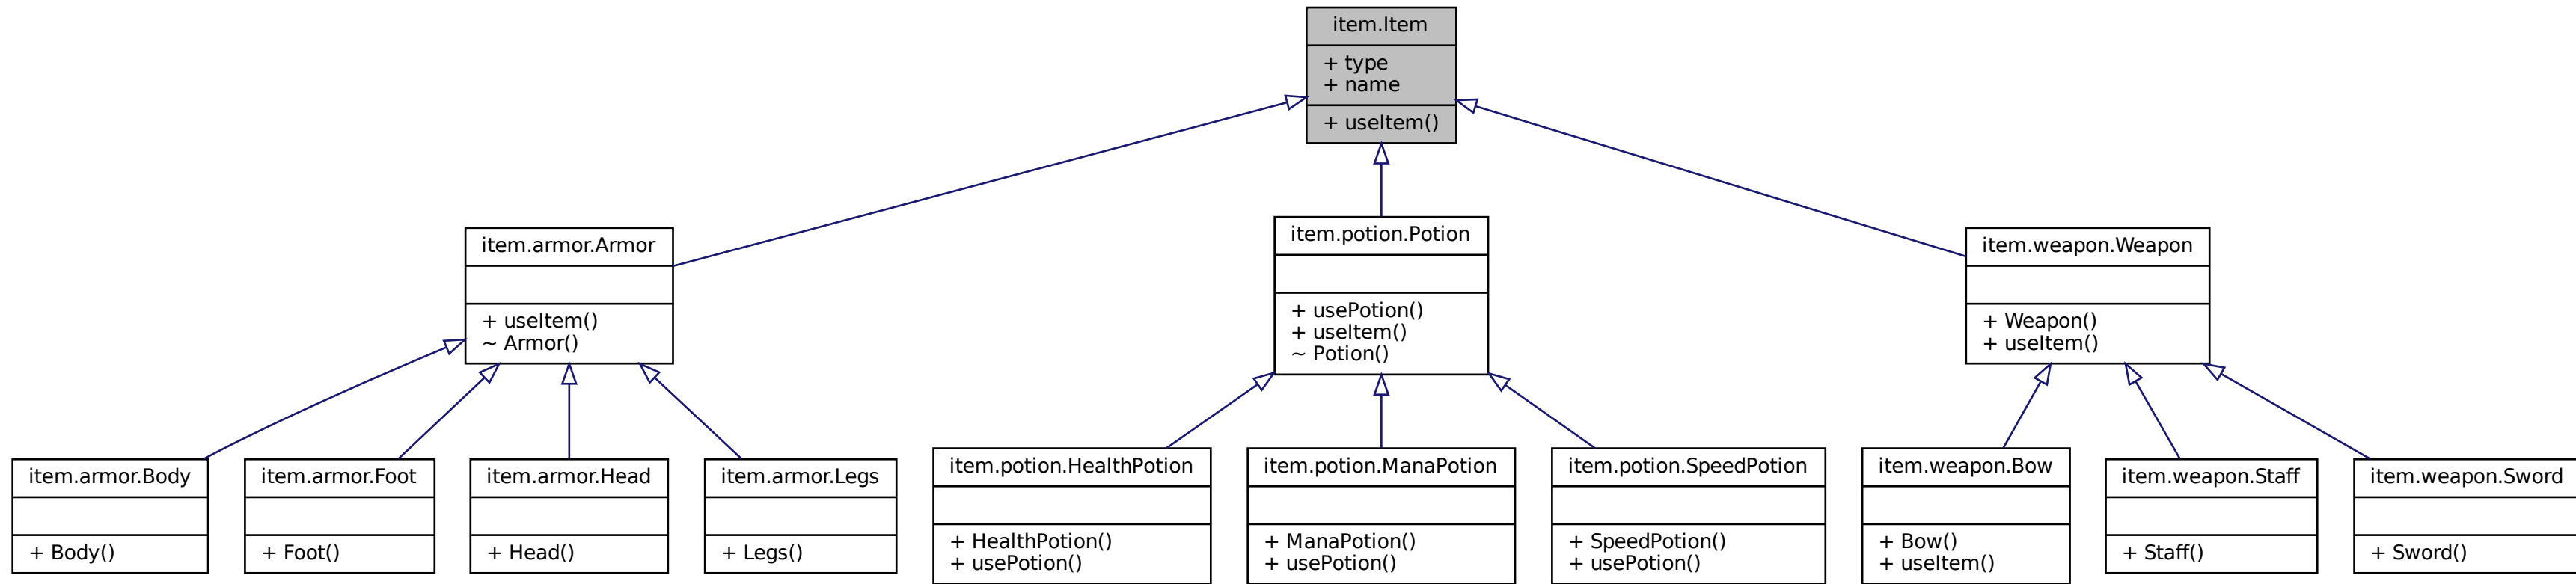 item.Item
+ type
+ name
+ useItem()
item.armor.Armor
+ useItem()
~ Armor()
item.potion.Potion
+ usePotion()
+ useItem()
~ Potion()
item.weapon.Weapon
+ Weapon()
+ useItem()
item.armor.Body
+ Body()
item.armor.Foot
+ Foot()
item.armor.Head
+ Head()
item.armor.Legs
+ Legs()
item.potion.HealthPotion
+ HealthPotion()
+ usePotion()
item.potion.ManaPotion
+ ManaPotion()
+ usePotion()
item.potion.SpeedPotion
+ SpeedPotion()
+ usePotion()
item.weapon.Bow
+ Bow()
+ useItem()
item.weapon.Staff
+ Staff()
item.weapon.Sword
+ Sword()